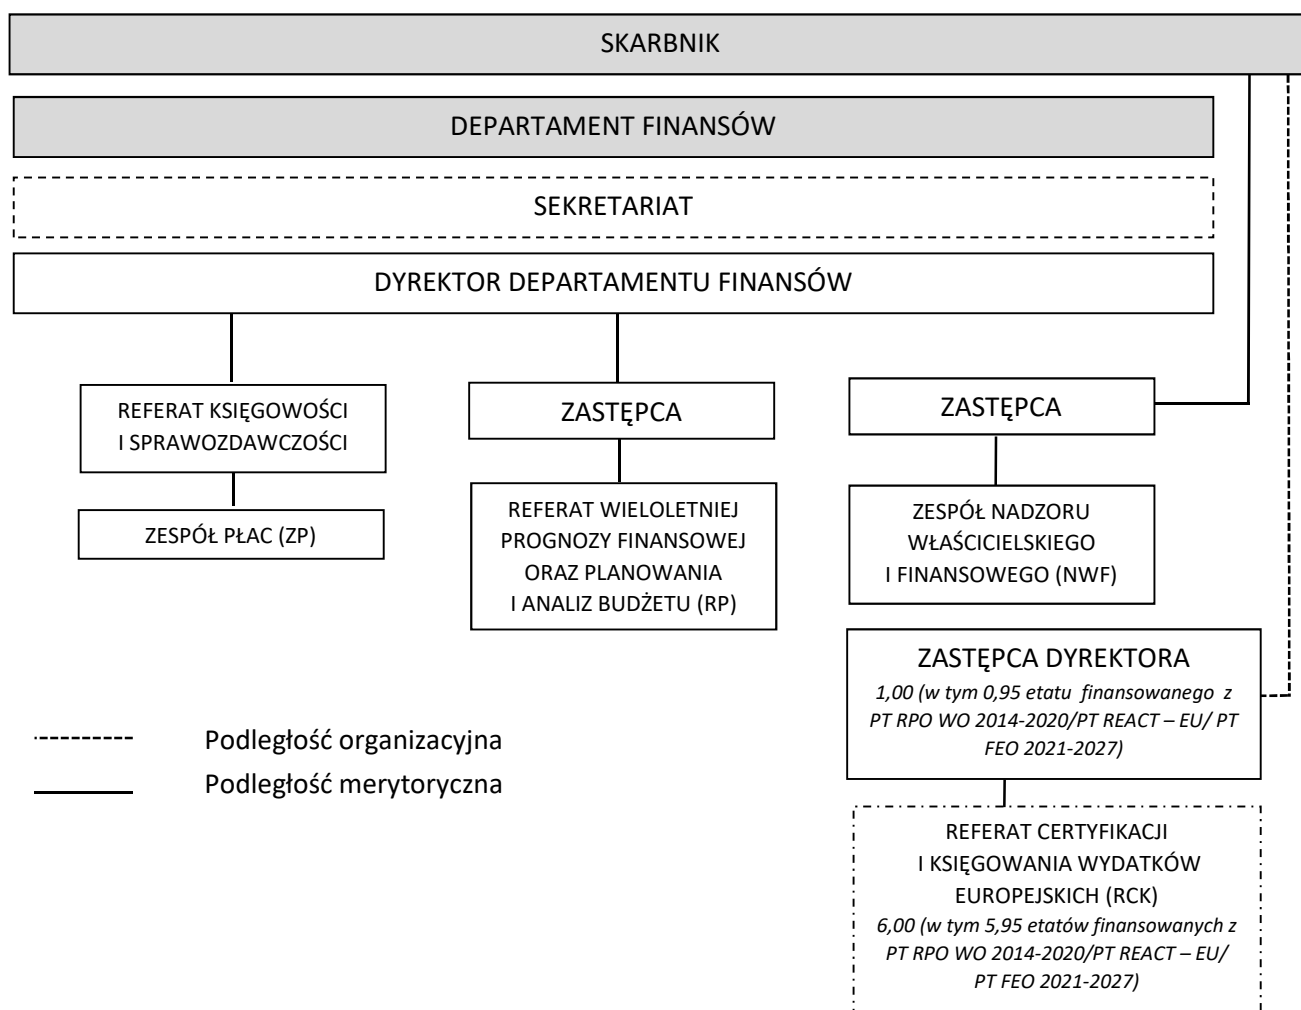 SKARBNIK
DEPARTAMENT FINANSÓW
SEKRETARIAT
DYREKTOR DEPARTAMENTU FINANSÓW
REFERAT KSIĘGOWOŚCI
I SPRAWOZDAWCZOŚCI
ZESPÓŁ PŁAC (ZP)
ZASTĘPCA
REFERAT WIELOLETNIEJ
PROGNOZY FINANSOWEJ
ORAZ PLANOWANIA
I ANALIZ BUDŻETU (RP)
ZASTĘPCA
ZESPÓŁ NADZORU
WŁAŚCICIELSKIEGO
I FINANSOWEGO (NWF)
ZASTĘPCA DYREKTORA
1,00 (w tym 0,95 etatu finansowanego z
PT RPO WO 2014-2020/PT REACT – EU/ PT
FEO 2021-2027)
REFERAT CERTYFIKACJI
I KSIĘGOWANIA WYDATKÓW
EUROPEJSKICH (RCK)
6,00 (w tym 5,95 etatów finansowanych z
PT RPO WO 2014-2020/PT REACT – EU/
PT FEO 2021-2027)
Podległość organizacyjna
Podległość merytoryczna